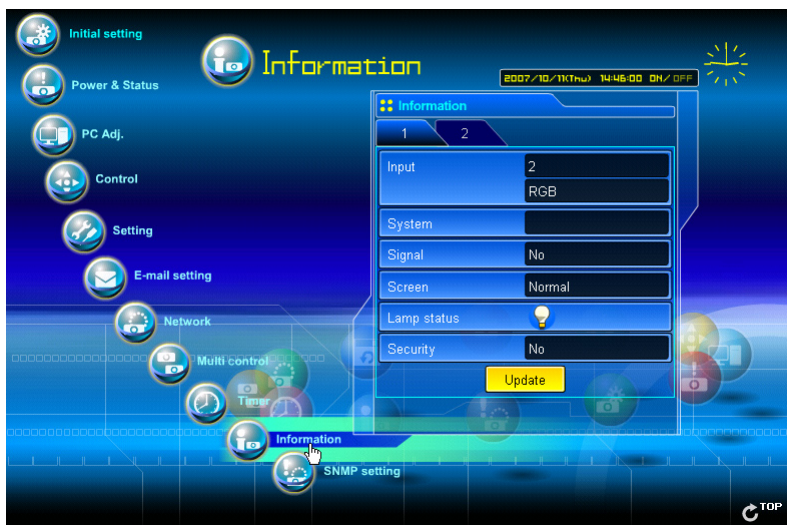 Initial setting
Information
Power & Status
2007/10/11(Thu) 14:46:00 ON/OFF
Information
1 2
PC Adj.
Input 2
RGB
Control
System
Setting
Signal No
E-mail setting
Screen Normal
Network
Lamp status
Multi control
Security No
Update
Timer
Information
SNMP setting
TOP